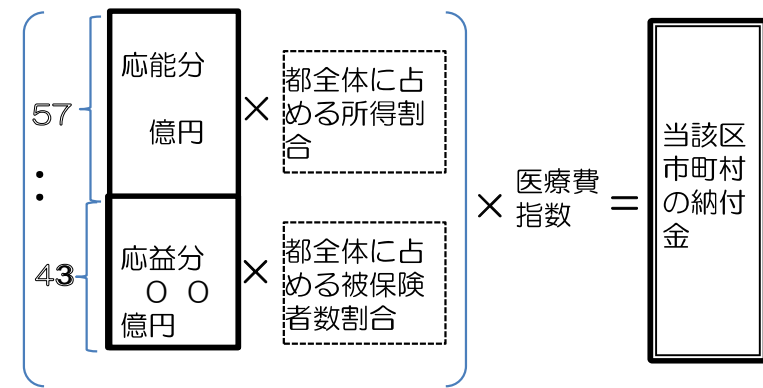 57
:
43
応能分
億円
×
都全体に占
める所得割
合
応益分
○ ○
億円
×
都全体に占
める被保険
者数割合
×
医療費
指数
=
当該区
市町村
の納付
金